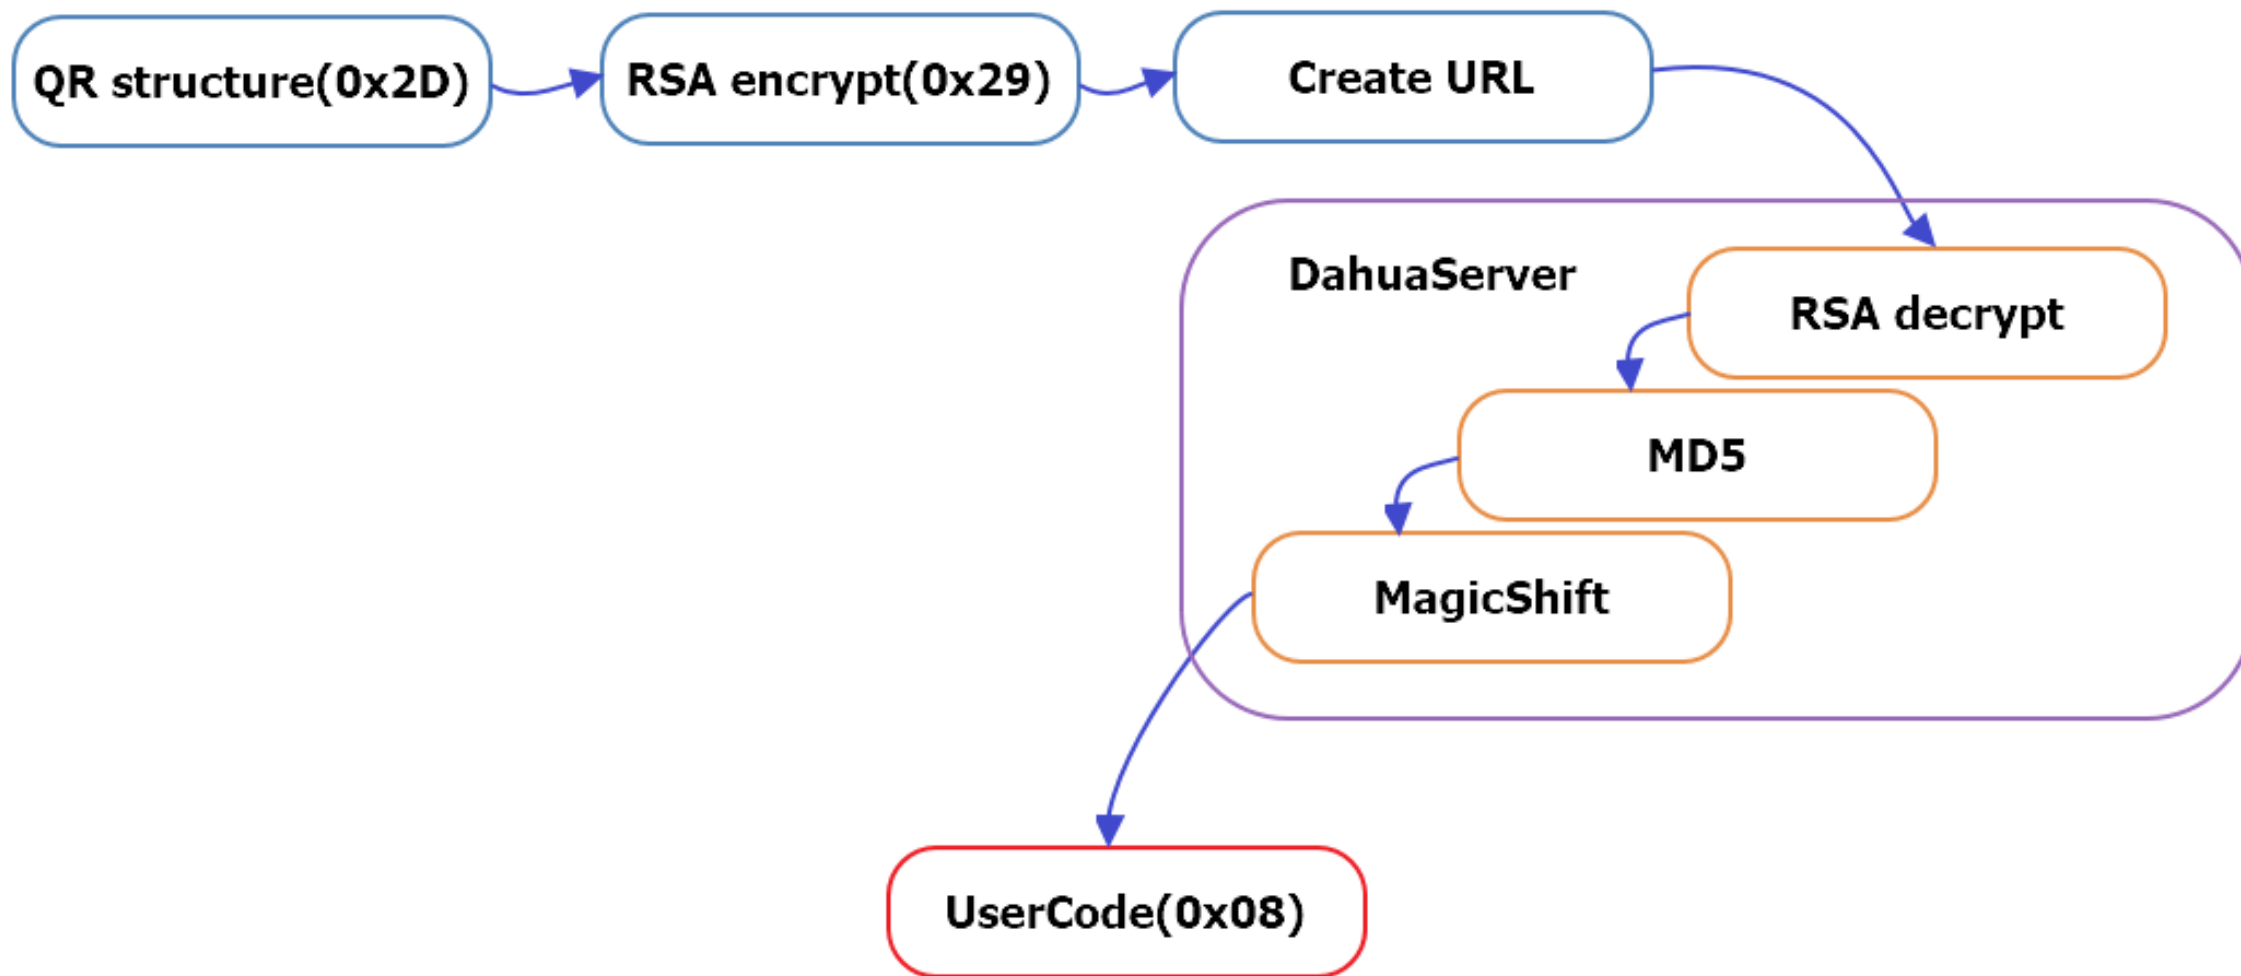 QR structure(0x2D)
RSA encrypt(0x29)
Create URL
DahuaServer
RSA decrypt
MD5
MagicShift
UserCode(0x08)